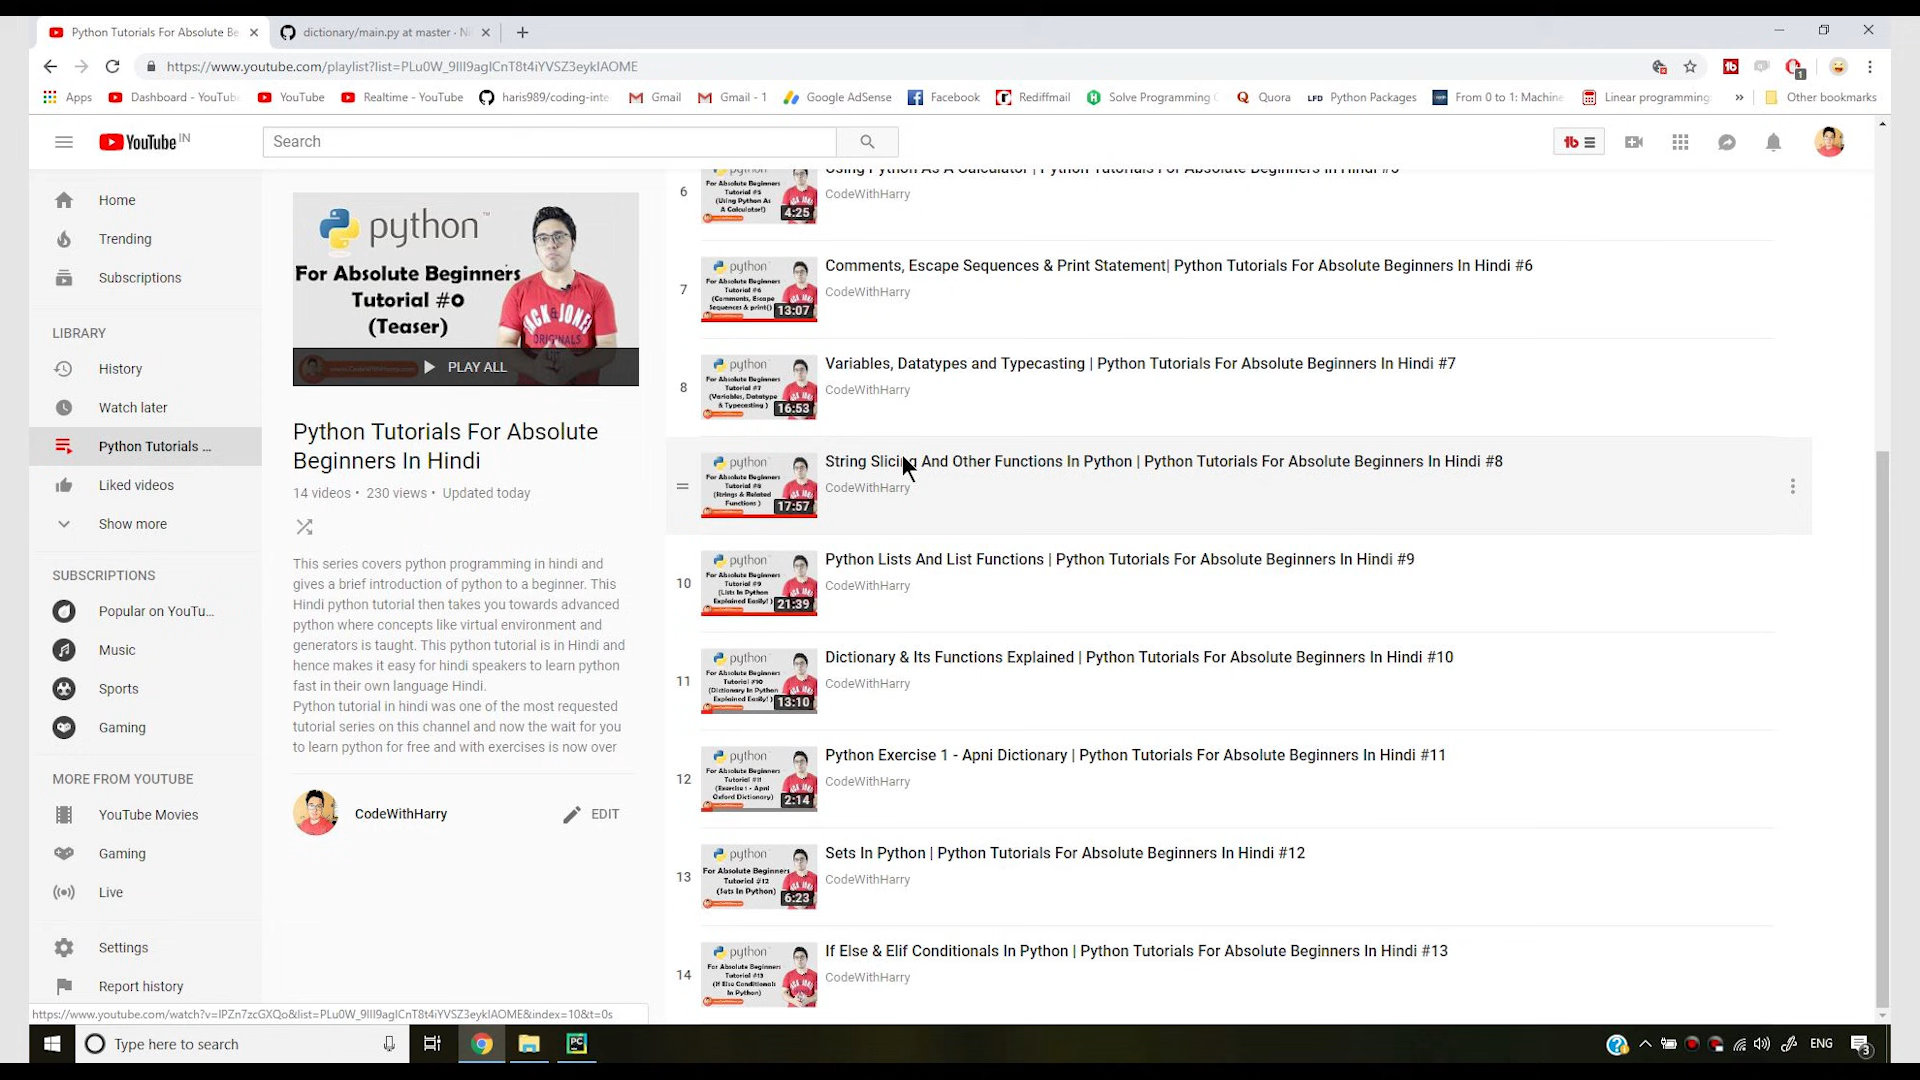 Python Tutorials For Absolute Be
dictionary/main.py at master · Ni
https://www.youtube.com/playlist?list=PLu0W_9lII9agICnT8t4iYVSZ3eykIAOME
Apps
Dashboard - YouTube
YouTube
Realtime - YouTube
haris989/coding-inte
Gmail
Gmail - 1
Google AdSense
Facebook
Rediffmail
Solve Programming
Quora
Python Packages
From 0 to 1: Machine
Linear programming
Other bookmarks
YouTube IN
Search
Home
Trending
Subscriptions
LIBRARY
History
Watch later
Python Tutorials ...
Liked videos
Show more
SUBSCRIPTIONS
Popular on YouTu...
Music
Sports
Gaming
MORE FROM YOUTUBE
YouTube Movies
Gaming
Live
Settings
Report history
python
For Absolute Beginners
Tutorial #0
(Teaser)
PLAY ALL
Python Tutorials For Absolute
Beginners In Hindi
14 videos • 230 views • Updated today
This series covers python programming in hindi and
gives a brief introduction of python to a beginner. This
Hindi python tutorial then takes you towards advanced
python where concepts like virtual environment and
generators is taught. This python tutorial is in Hindi and
hence makes it easy for hindi speakers to learn python
fast in their own language Hindi.
Python tutorial in hindi was one of the most requested
tutorial series on this channel and now the wait for you
to learn python for free and with exercises is now over
CodeWithHarry
EDIT
Using Python As A Calculator! | Python Tutorials For Absolute Beginners In Hindi #5
6
4:25
CodeWithHarry
Comments, Escape Sequences & Print Statement| Python Tutorials For Absolute Beginners In Hindi #6
7
13:07
CodeWithHarry
Variables, Datatypes and Typecasting | Python Tutorials For Absolute Beginners In Hindi #7
8
16:53
CodeWithHarry
String Slicing And Other Functions In Python | Python Tutorials For Absolute Beginners In Hindi #8
17:57
CodeWithHarry
Python Lists And List Functions | Python Tutorials For Absolute Beginners In Hindi #9
10
21:39
CodeWithHarry
Dictionary & Its Functions Explained | Python Tutorials For Absolute Beginners In Hindi #10
11
13:10
CodeWithHarry
Python Exercise 1 - Apni Dictionary | Python Tutorials For Absolute Beginners In Hindi #11
12
2:14
CodeWithHarry
Sets In Python | Python Tutorials For Absolute Beginners In Hindi #12
13
6:23
CodeWithHarry
If Else & Elif Conditionals In Python | Python Tutorials For Absolute Beginners In Hindi #13
14
CodeWithHarry
https://www.youtube.com/watch?v=IPZn7zcGXQo&list=PLu0W_9lII9agICnT8t4iYVSZ3eykIAOME&index=10&t=0s
Type here to search
ENG
3